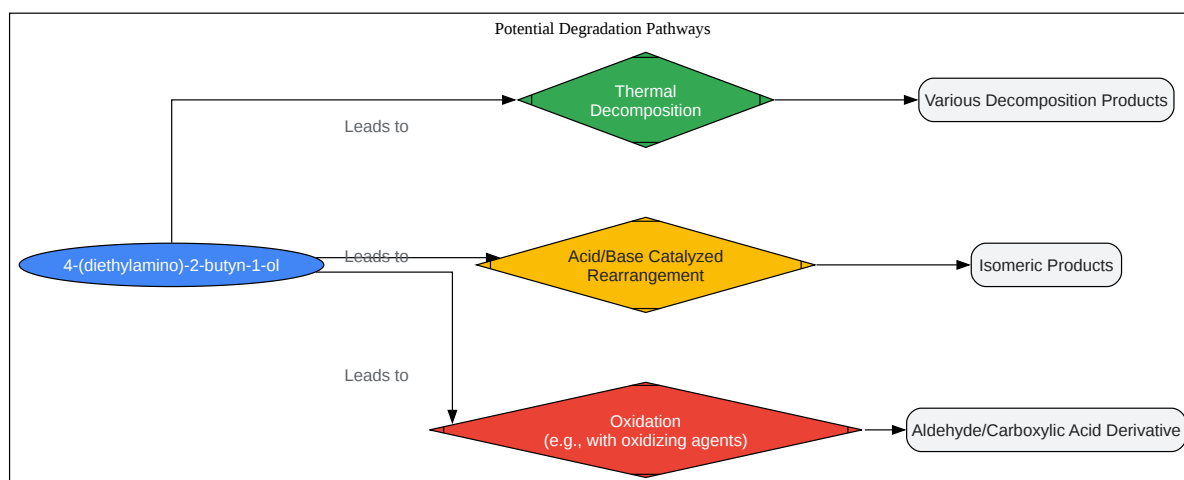 Potential Degradation Pathways
Thermal
Decomposition
Various Decomposition Products
Leads to
4-(diethylamino)-2-butyn-1-ol
Leads to
Acid/Base Catalyzed
Rearrangement
Isomeric Products
Leads to
Oxidation
(e.g., with oxidizing agents)
Aldehyde/Carboxylic Acid Derivative